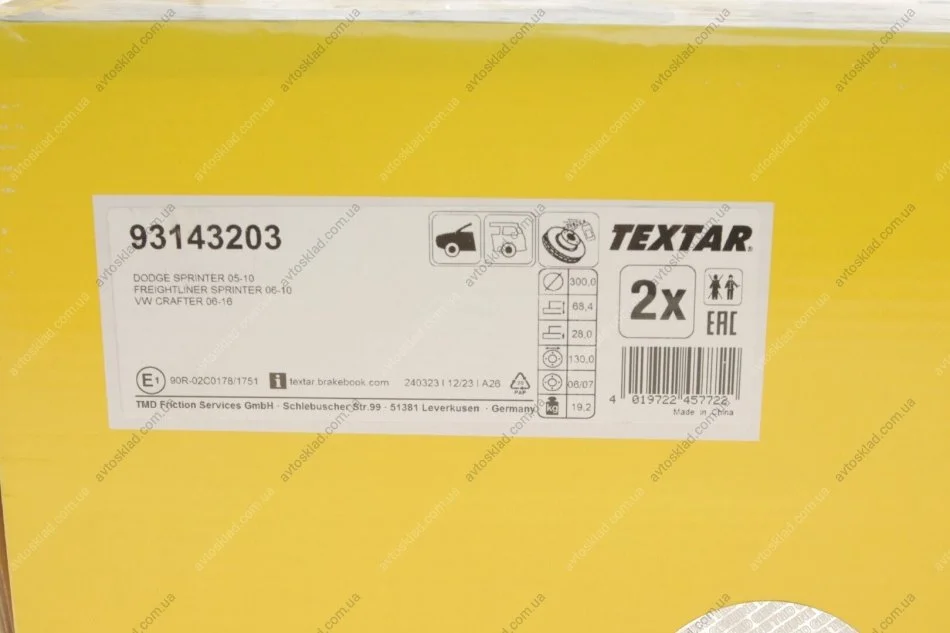 93143203
DODGE SPRINTER 05-10
FREIGHTLINER SPRINTER 06-10
VW CRAFTER 06-16
E1 90R-02C0178/1751 i textar.brakebook.com 240323 | 12/23 | A26 20 PAP
TMD Friction Services GmbH · Schlebuscher Str.99 · 51381 Leverkusen · Germany
300,0
68,4
28,0
130,0
06/07
kg 19,2
TEXTAR®
2x
EAC
4 019722 457722
Made in China
avtosklad.com.ua